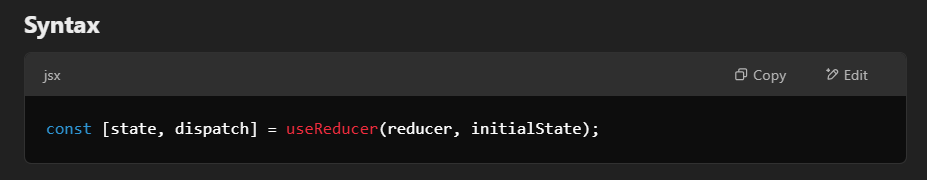 Syntax
jsx Copy Edit
const [state, dispatch] = useReducer(reducer, initialState);